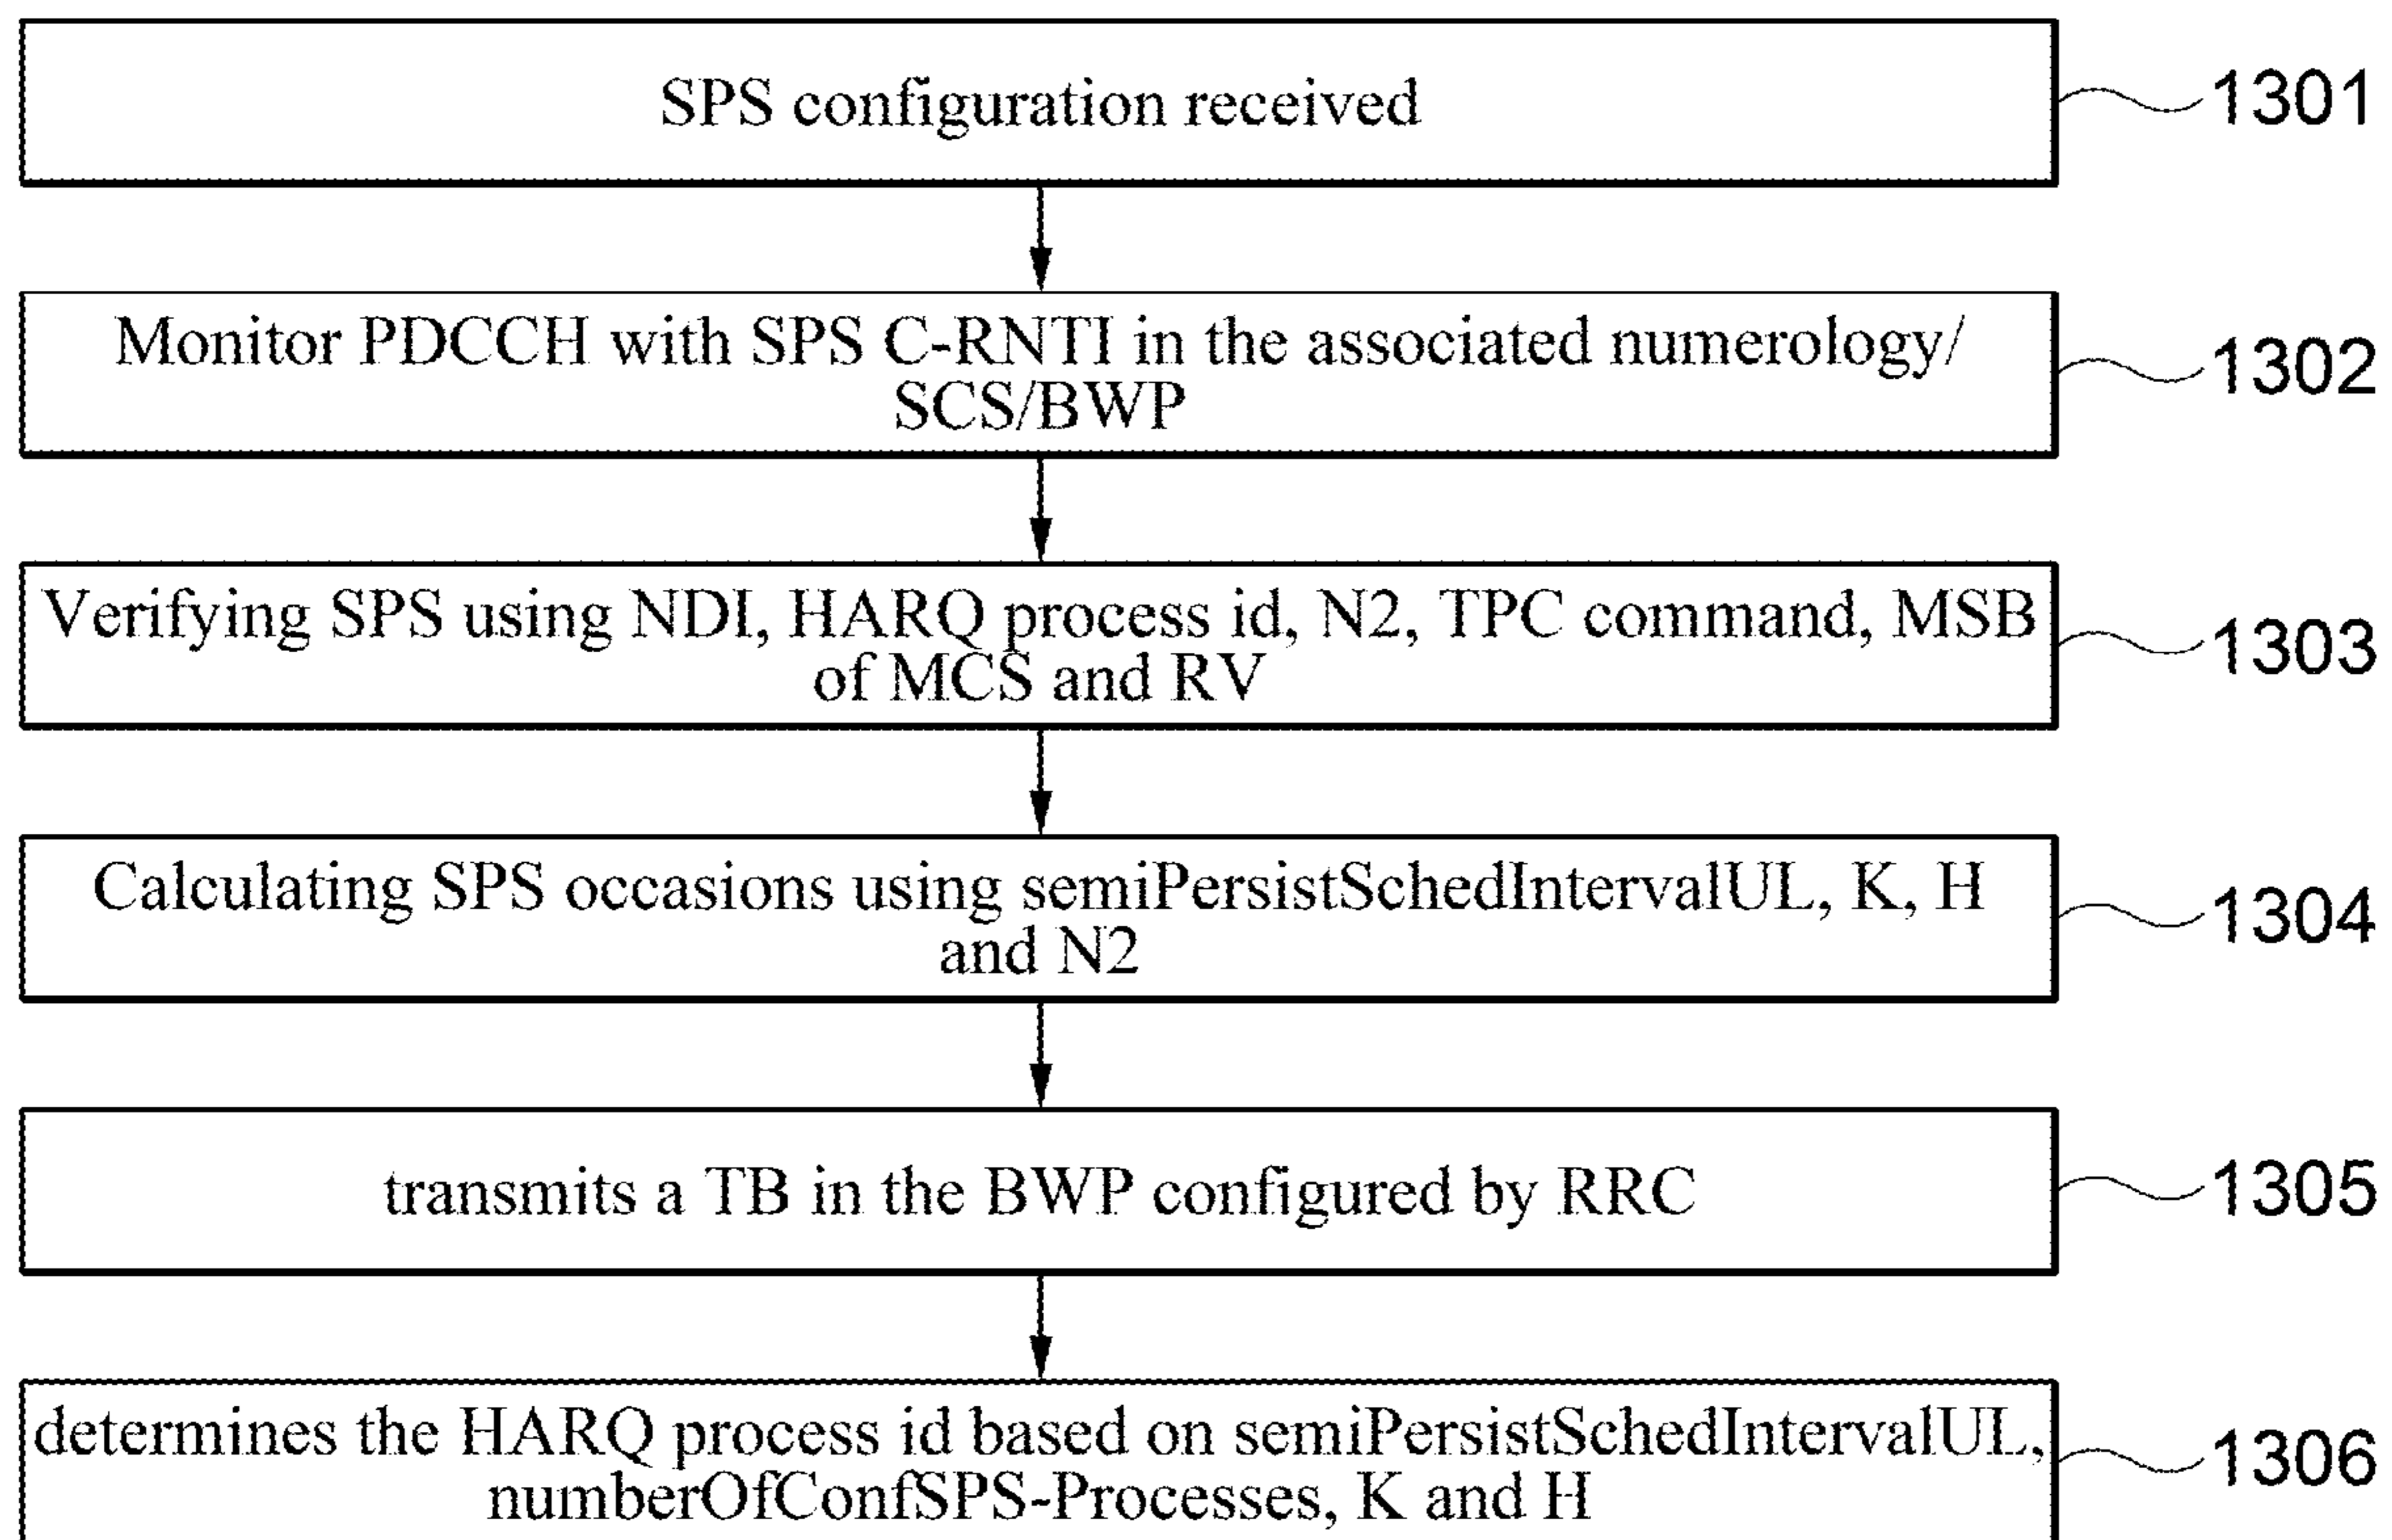 SPS configuration received
1301
Monitor PDCCH with SPS C-RNTI in the associated numerology/
SCS/BWP
1302
Verifying SPS using NDI, HARQ process id, N2, TPC command, MSB
of MCS and RV
1303
Calculating SPS occasions using semiPersistSchedIntervalUL, K, H
and N2
1304
transmits a TB in the BWP configured by RRC
1305
determines the HARQ process id based on semiPersistSchedIntervalUL,
numberOfConfSPS-Processes, K and H
1306